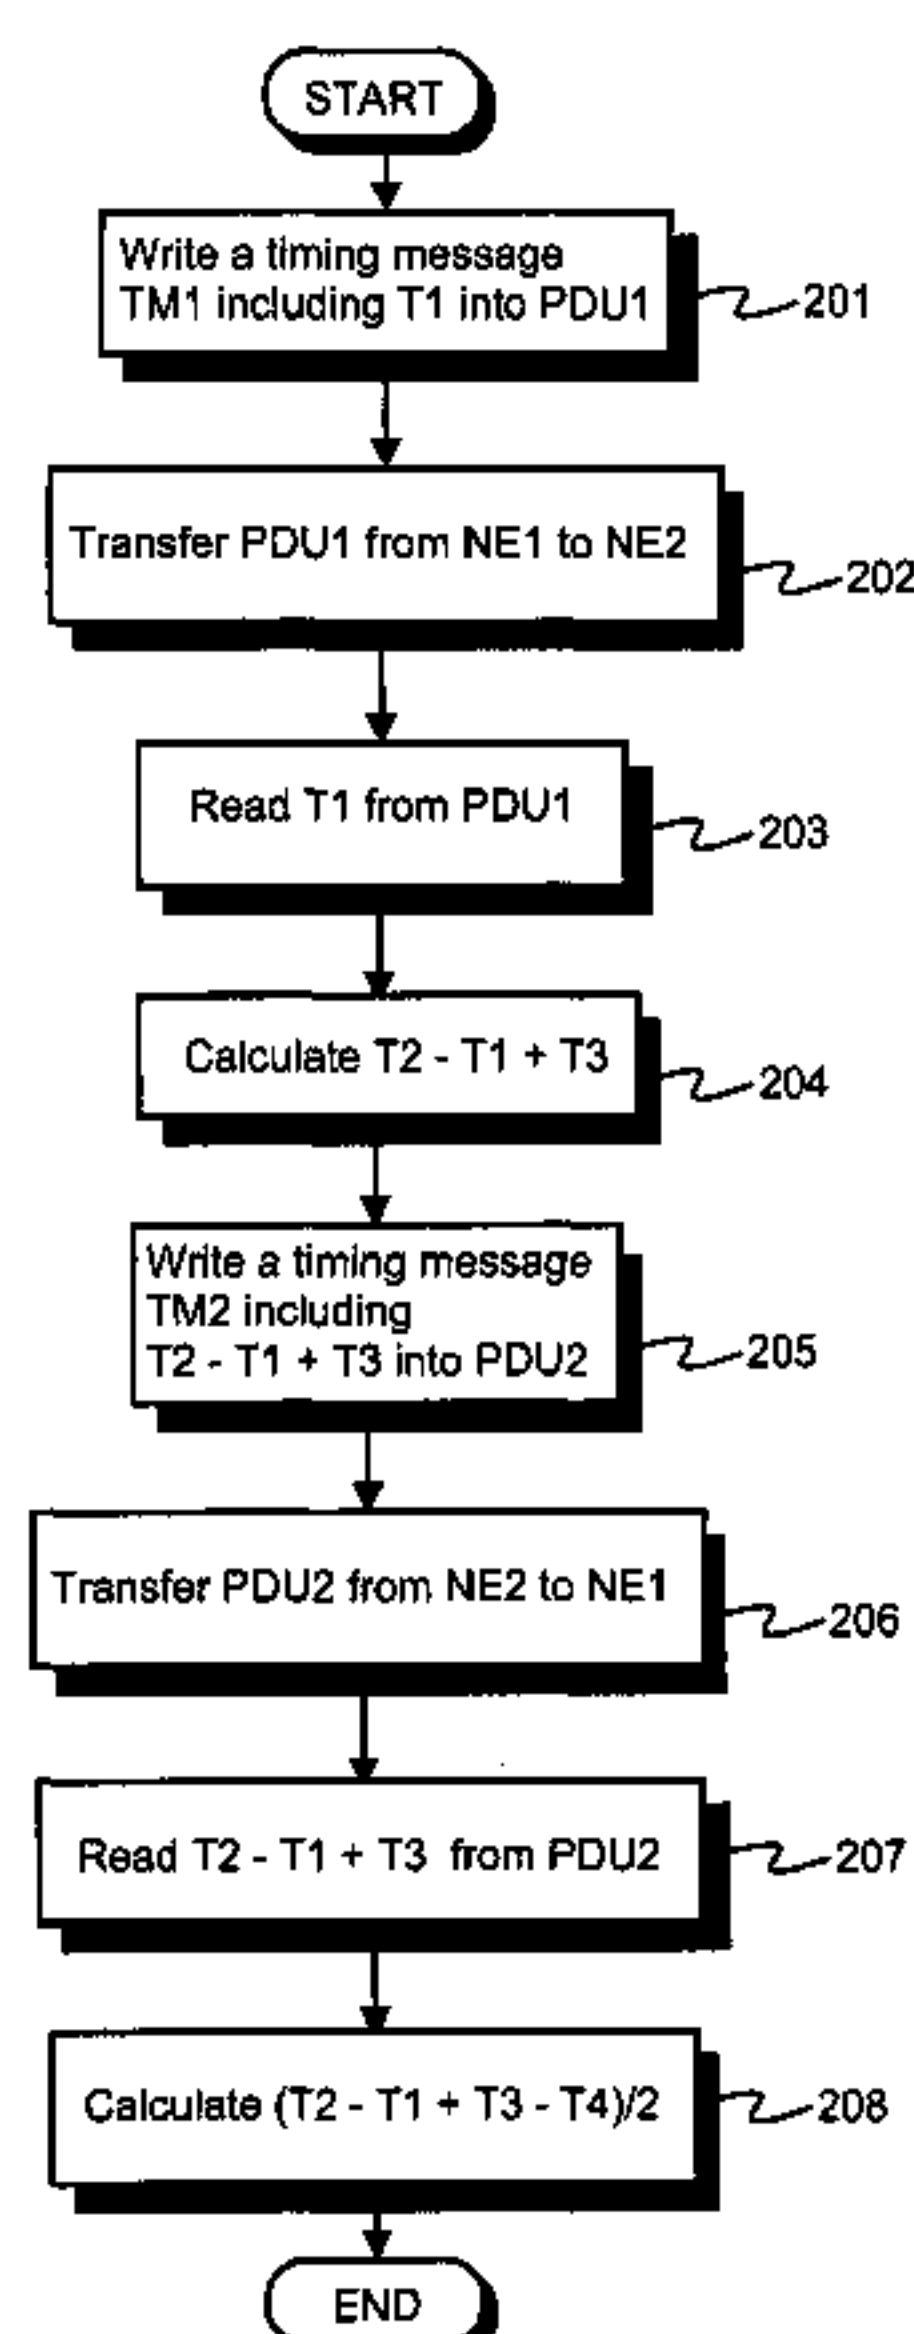 START
Write a timing message
TM1 including T1 into PDU1
201
Transfer PDU1 from NE1 to NE2
202
Read T1 from PDU1
203
Calculate T2 - T1 + T3
204
Write a timing message
TM2 including
T2 - T1 + T3 into PDU2
205
Transfer PDU2 from NE2 to NE1
206
Read T2 - T1 + T3 from PDU2
207
Calculate (T2 - T1 + T3 - T4)/2
208
END